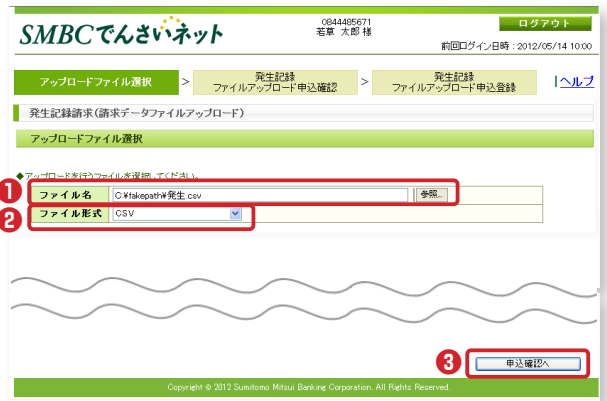 SMBCでんさいネット
0844485671
若草 太郎 様
ログアウト
前回ログイン日時：2012/05/14 10:00
アップロードファイル選択 > 発生記録 ファイルアップロード申込確認 > 発生記録 ファイルアップロード申込登録 |ヘルプ
発生記録請求(請求データファイルアップロード)
アップロードファイル選択
◆アップロードを行うファイルを選択してください。
1 ファイル名 C:¥fakepath¥発生.csv 参照...
2 ファイル形式 CSV
3 申込確認へ
Copyright © 2012 Sumitomo Mitsui Banking Corporation. All Rights Reserved.